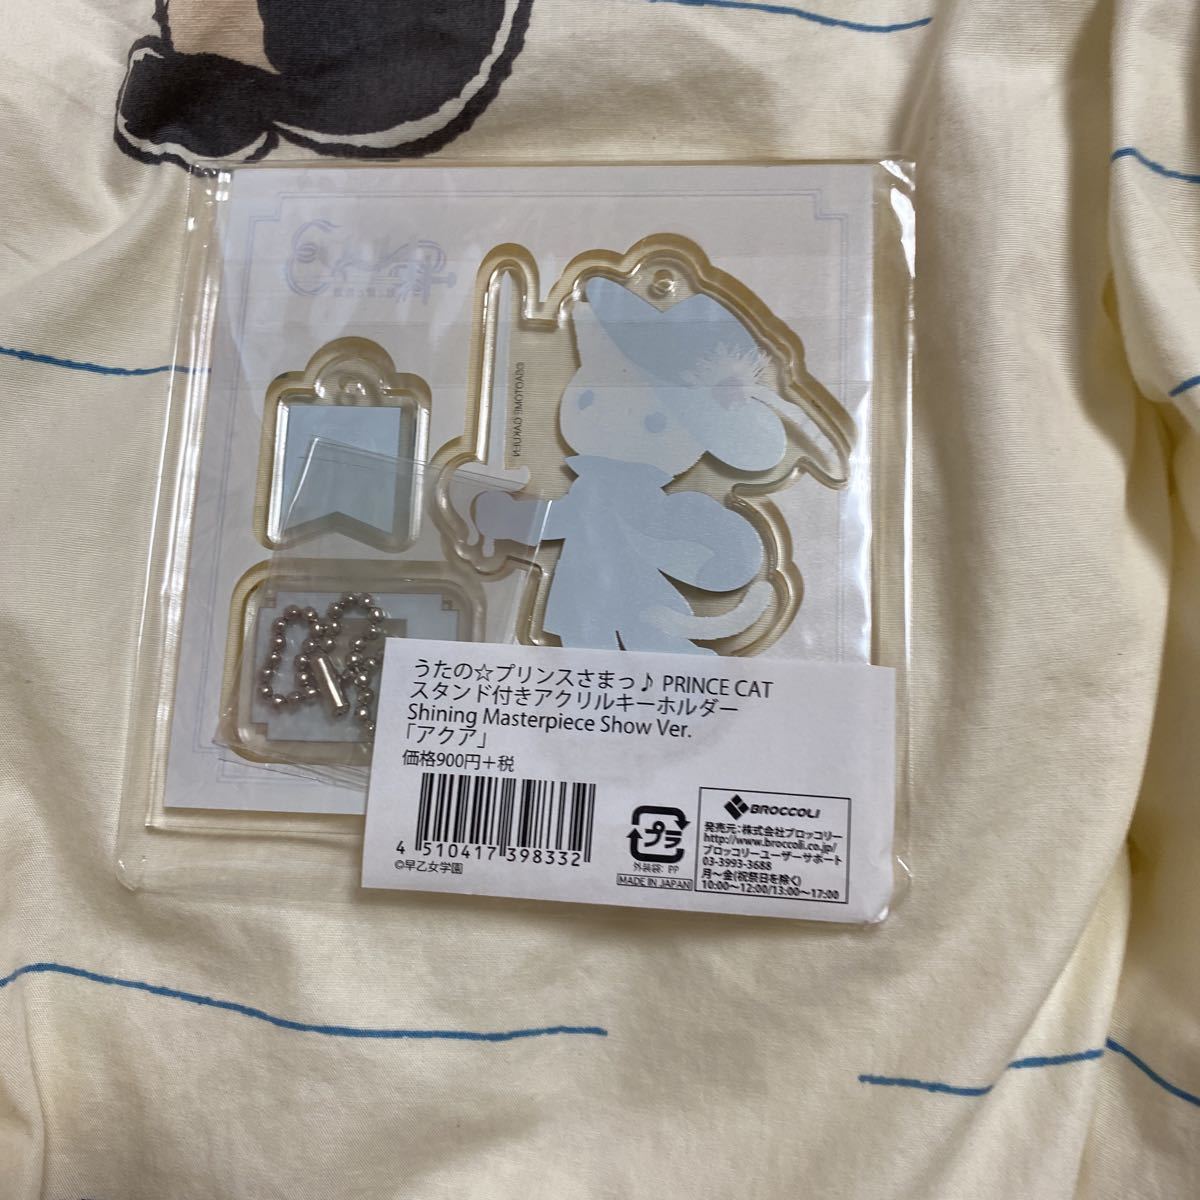 ©SAOTOME GAKUEN
うたの☆プリンスさまっ♪ PRINCE CAT
スタンド付きアクリルキーホルダー
Shining Masterpiece Show Ver.
「アクア」
価格900円+税
4 510417 398332
©早乙女学園
プラ
外装袋: PP
MADE IN JAPAN
BROCCOLI
発売元:株式会社ブロッコリー
http://www.broccoli.co.jp/
ブロッコリーユーザーサポート
03-3993-3688
月～金(祝祭日を除く)
10:00～12:00/13:00～17:00